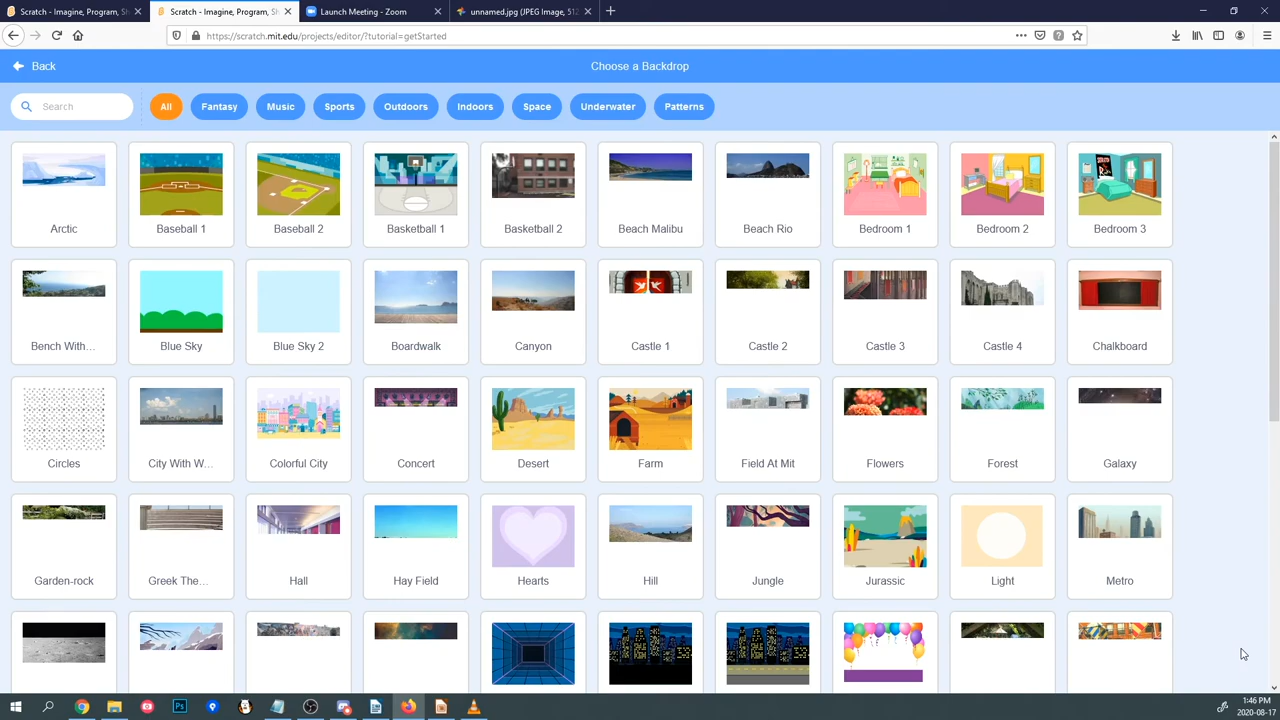 Scratch - Imagine, Program, Sh
Scratch - Imagine, Program, Sh
Launch Meeting - Zoom
unnamed.jpg (JPEG Image, 512
https://scratch.mit.edu/projects/editor/?tutorial=getStarted
Back
Choose a Backdrop
Search
All
Fantasy
Music
Sports
Outdoors
Indoors
Space
Underwater
Patterns
Arctic
Baseball 1
Baseball 2
Basketball 1
Basketball 2
Beach Malibu
Beach Rio
Bedroom 1
Bedroom 2
Bedroom 3
Bench With...
Blue Sky
Blue Sky 2
Boardwalk
Canyon
Castle 1
Castle 2
Castle 3
Castle 4
Chalkboard
Circles
City With W...
Colorful City
Concert
Desert
Farm
Field At Mit
Flowers
Forest
Galaxy
Garden-rock
Greek The...
Hall
Hay Field
Hearts
Hill
Jungle
Jurassic
Light
Metro
1:46 PM
2020-08-17